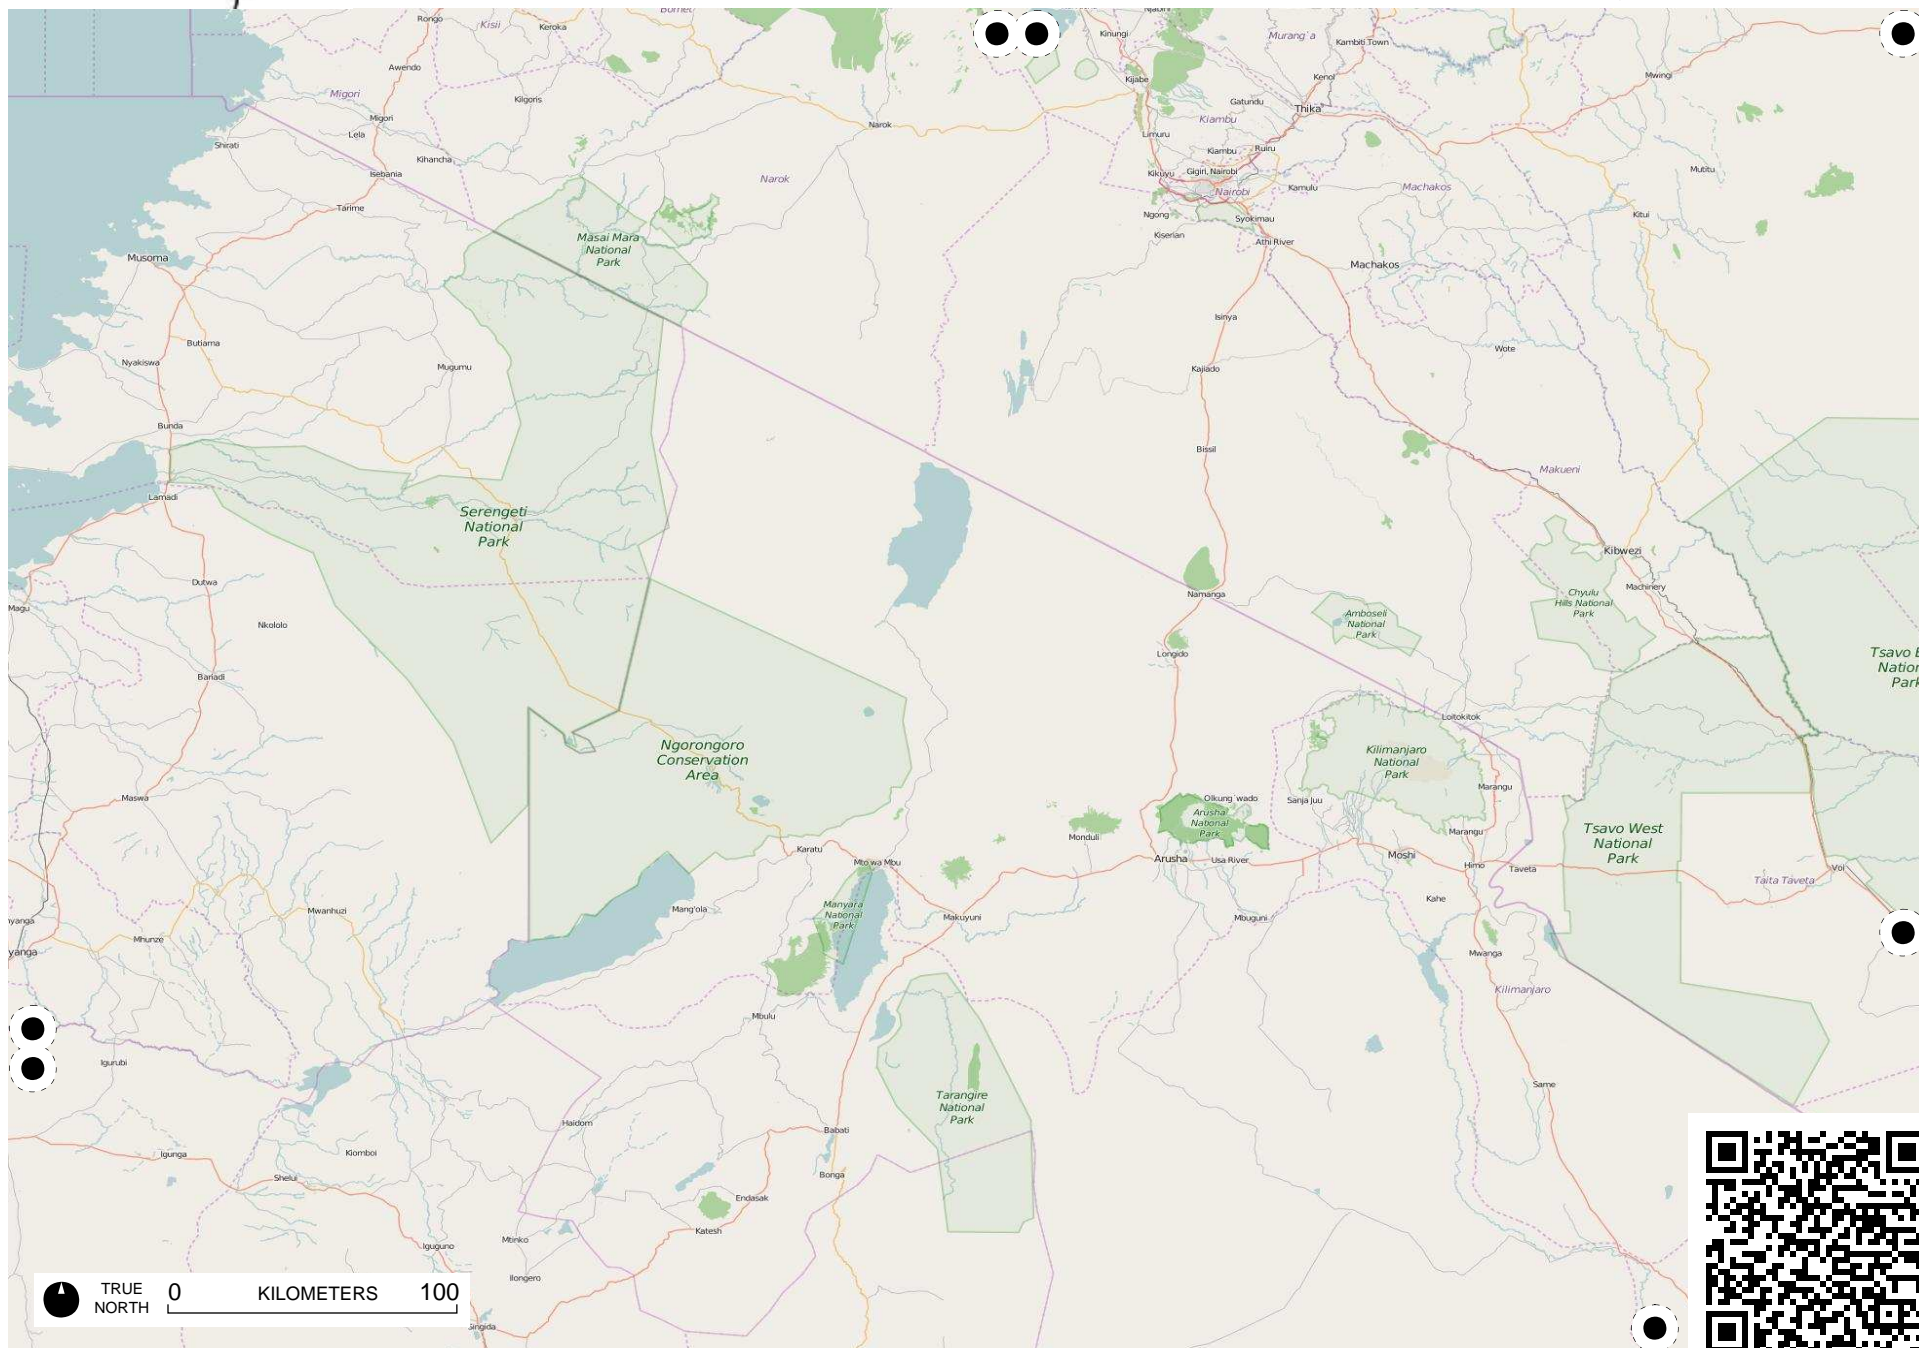 Rongo
Kisii
Keroka
Awendo
Kilgoris
Migori
Migori
Lela
Shirati
Kihancha
Isebania
Tarime
Narok
Narok
Masai Mara
National
Park
Musoma
Butiama
Nyakiswa
Mugumu
Bunda
Lamadi
Serengeti
National
Park
Dutwa
Magu
Nkololo
Bariadi
Maswa
Ngorongoro
Conservation
Area
Kinungi
Murang`a
Kambiti Town
Kijabe
Kenol
Mwingi
Gatundu
Thika
Kiambu
Limuru
Kiambu
Ruiru
Kikuyu
Gigiri, Nairobi
Nairobi
Kamulu
Machakos
Mutitu
Ngong
Syokimau
Kitui
Kiserian
Athi River
Machakos
Isinya
Wote
Kajiado
Bissil
Makueni
Kibwezi
Machinery
Chyulu
Hills National
Park
Namanga
Amboseli
National
Park
Longido
Loitokitok
Kilimanjaro
National
Park
Marangu
Olkung`wado
Sanja Juu
Arusha
National
Park
Monduli
Marangu
Arusha
Usa River
Moshi
Himo
Taveta
Tsavo West
National
Park
Taita Taveta
Voi
Karatu
Mto wa Mbu
Mang'ola
Manyara
National
Park
Makuyuni
Mbuguni
Kahe
Mwanga
Kilimanjaro
Mwanhuzi
Mhunze
yanga
Mbulu
Igurubi
Tarangire
National
Park
Same
Haidom
Babati
Igunga
Kiomboi
Shelui
Bonga
Endasak
Katesh
Mtinko
Iguguno
Ilongero
Singida
TRUE
NORTH
0 KILOMETERS 100